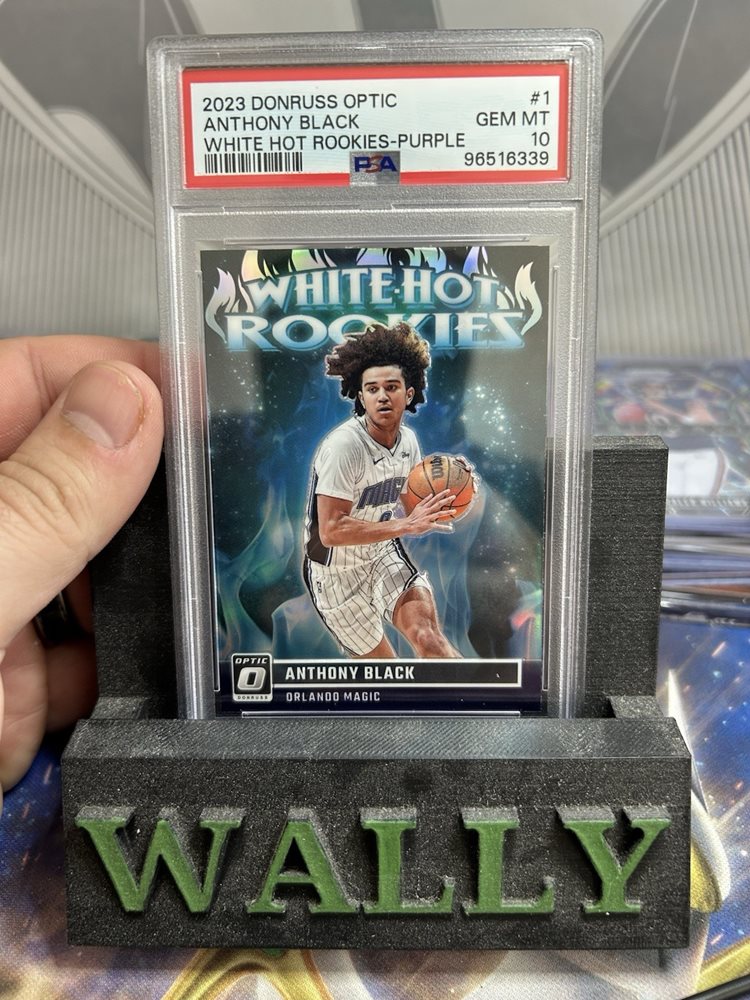 2023 DONRUSS OPTIC #1
ANTHONY BLACK GEM MT
WHITE HOT ROOKIES-PURPLE 10
PSA 96516339
WHITE-HOT
ROOKIES
MAGIC
OPTIC
DONRUSS
ANTHONY BLACK
ORLANDO MAGIC
WALLY